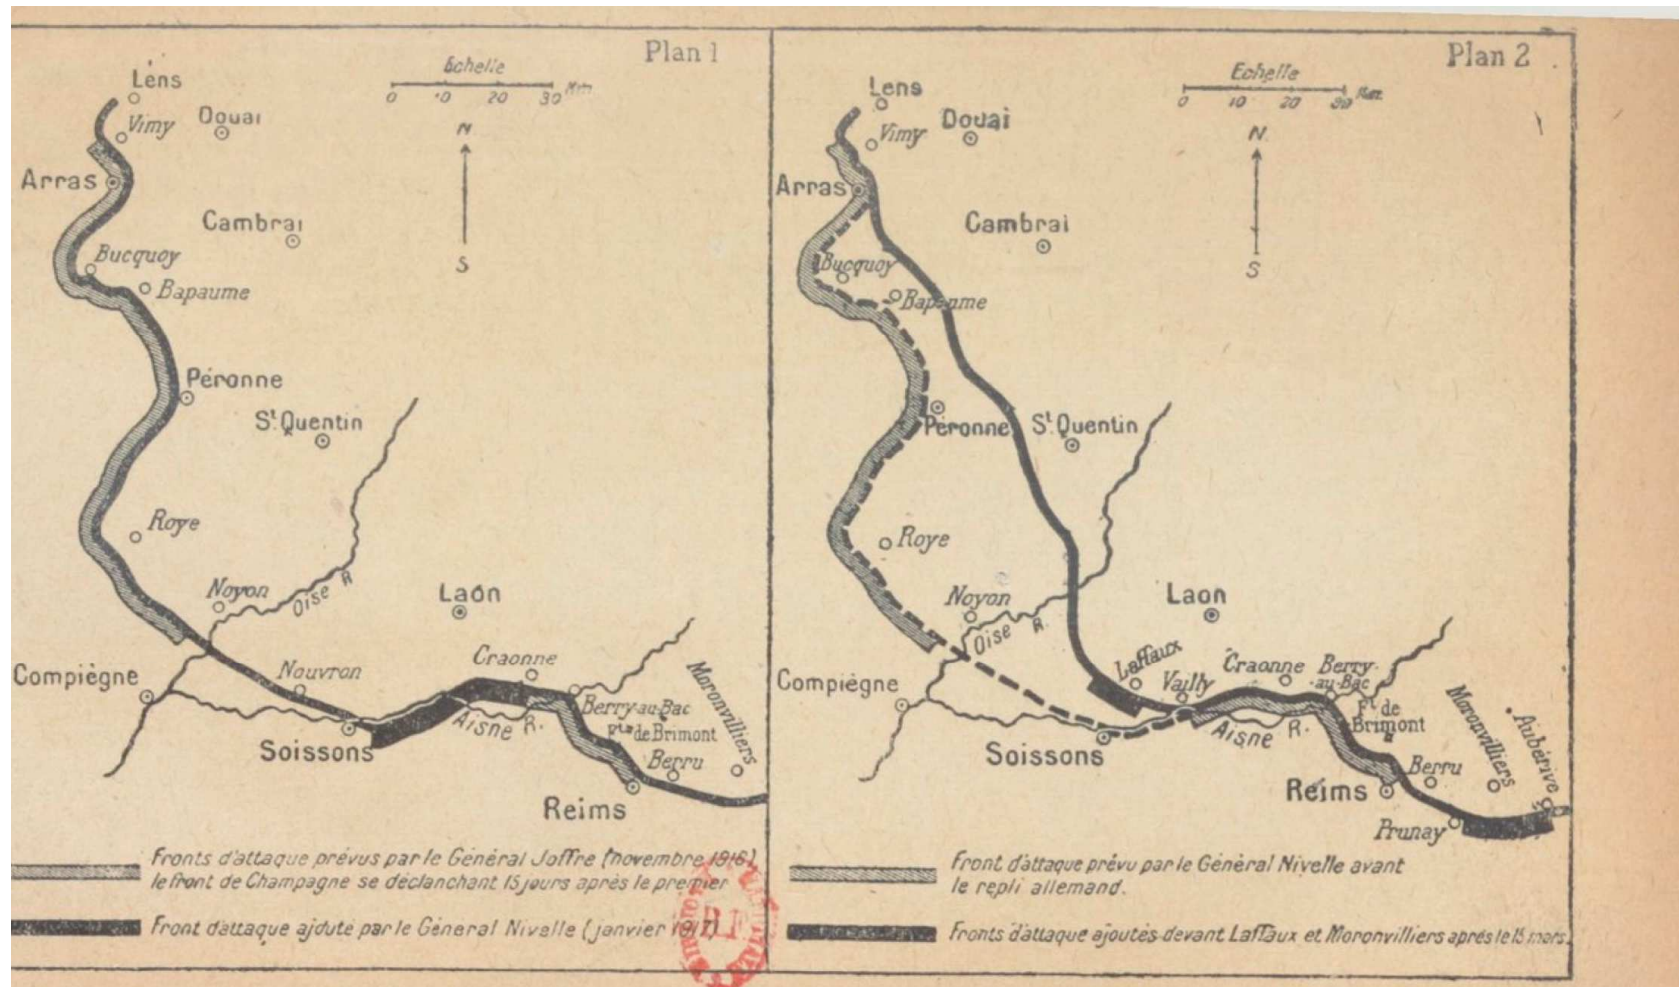 Plan 1
Echelle
0 10 20 30 Km.
Lens
Vimy
Douai
N
S
Arras
Cambrai
Bucquoy
Bapaume
Péronne
St Quentin
Roye
Noyon
Oise R.
Laon
Compiègne
Nouvron
Craonne
Soissons
Aisne R.
Berry-au-Bac
Ft de Brimont
Moronvilliers
Berru
Reims
Fronts d'attaque prévus par le Général Joffre (novembre 1916)
le front de Champagne se déclanchant 15 jours après le premier
Front d'attaque ajouté par le Général Nivelle (janvier 1917)
Plan 2
Echelle
0 10 20 30 Km.
Lens
Vimy
Douai
N.
S
Arras
Cambrai
Bucquoy
Bapaume
Péronne
St Quentin
Roye
Noyon
Oise R.
Laon
Compiègne
Laffaux
Vailly
Craonne
Berry-
au-Bac
Soissons
Aisne R.
Ft de
Brimont
Moronvilliers
Aubérive
Berru
Reims
Prunay
Front d'attaque prévu par le Général Nivelle avant
le repli allemand.
Fronts d'attaque ajoutés devant Laffaux et Moronvilliers après le 15 mars.